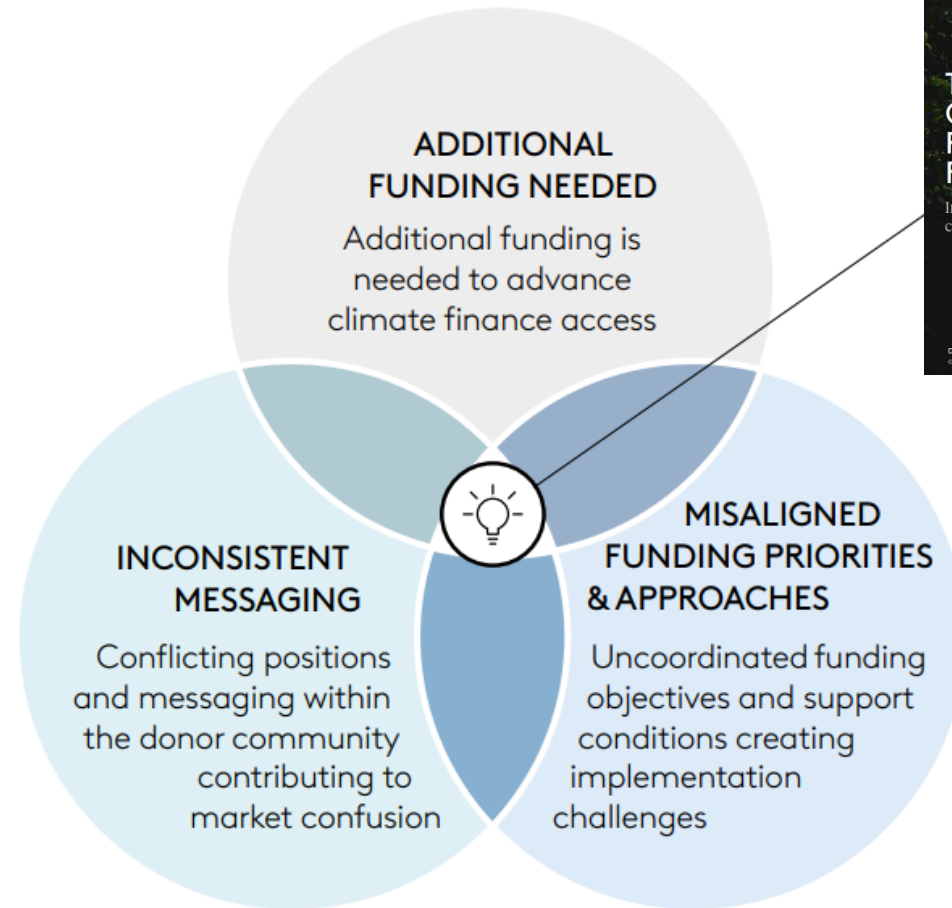 ADDITIONAL
FUNDING NEEDED
Additional funding is
needed to advance
climate finance access
INCONSISTENT
MESSAGING
Conflicting positions
and messaging within
the donor community
contributing to
market confusion
MISALIGNED
FUNDING PRIORITIES
& APPROACHES
Uncoordinated funding
objectives and support
conditions creating
implementation
challenges